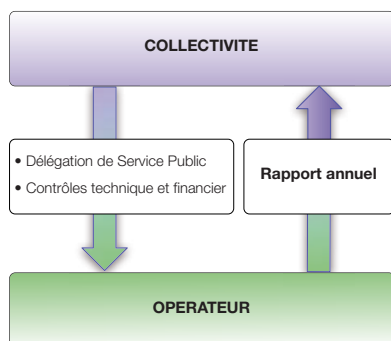 COLLECTIVITE
• Délégation de Service Public
• Contrôles technique et financier
Rapport annuel
OPERATEUR